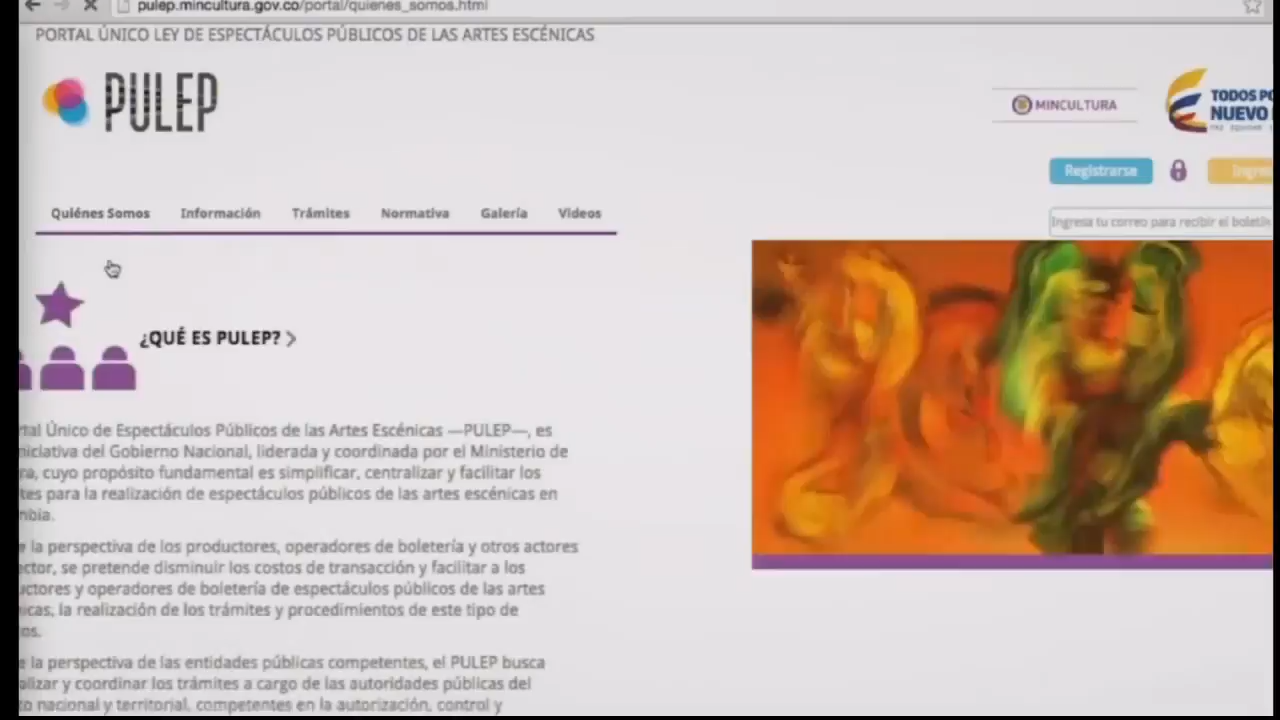 pulep.mincultura.gov.co/portal/quienes_somos.html
PORTAL ÚNICO LEY DE ESPECTÁCULOS PÚBLICOS DE LAS ARTES ESCÉNICAS
PULEP
MINCULTURA
TODOS PO
NUEVO
Registrarse
Ingre
Quiénes Somos Información Trámites Normativa Galería Videos
Ingresa tu correo para recibir el boletín
¿QUÉ ES PULEP? >
tal Único de Espectáculos Públicos de las Artes Escénicas —PULEP—, es
niciativa del Gobierno Nacional, liderada y coordinada por el Ministerio de
ra, cuyo propósito fundamental es simplificar, centralizar y facilitar los
tes para la realización de espectáculos públicos de las artes escénicas en
mbia.
e la perspectiva de los productores, operadores de boletería y otros actores
ector, se pretende disminuir los costos de transacción y facilitar a los
uctores y operadores de boletería de espectáculos públicos de las artes
icas, la realización de los trámites y procedimientos de este tipo de
os.
e la perspectiva de las entidades públicas competentes, el PULEP busca
alizar y coordinar los trámites a cargo de las autoridades públicas del
o nacional y territorial, competentes en la autorización, control y